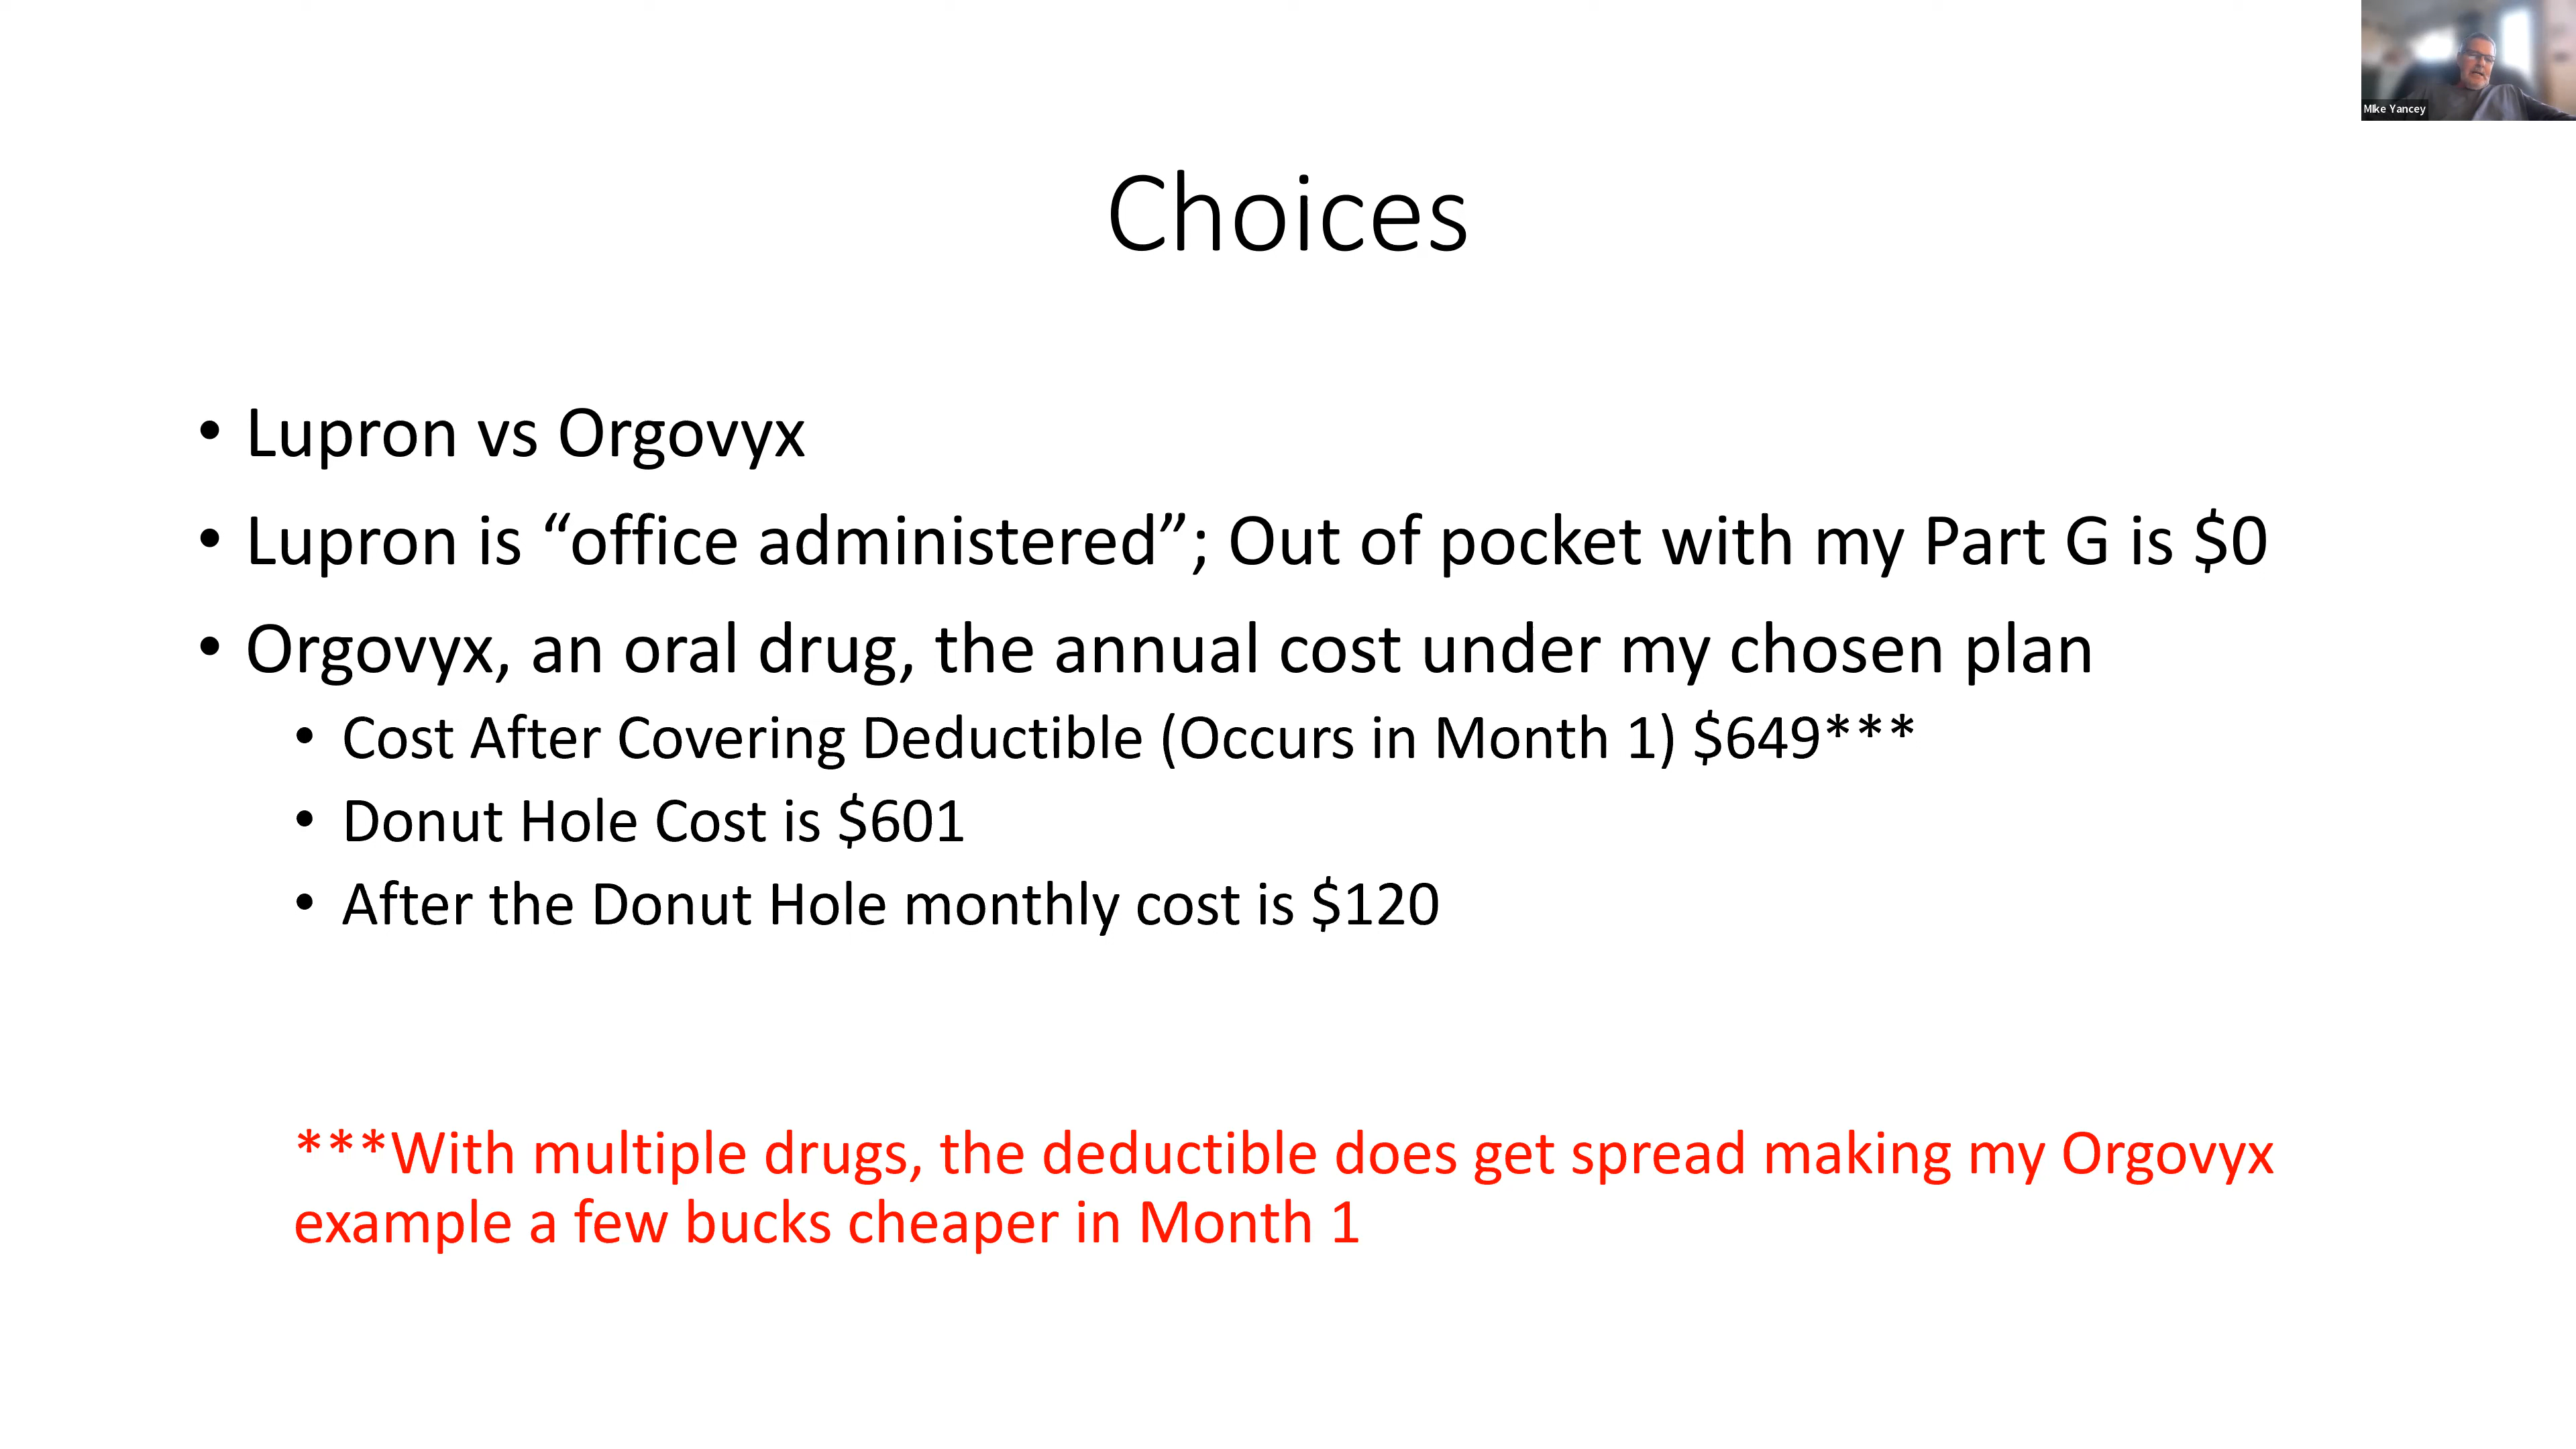 MIke Yancey
Choices
• Lupron vs Orgovyx
• Lupron is “office administered”; Out of pocket with my Part G is $0
• Orgovyx, an oral drug, the annual cost under my chosen plan
• Cost After Covering Deductible (Occurs in Month 1) $649***
• Donut Hole Cost is $601
• After the Donut Hole monthly cost is $120
***With multiple drugs, the deductible does get spread making my Orgovyx
example a few bucks cheaper in Month 1